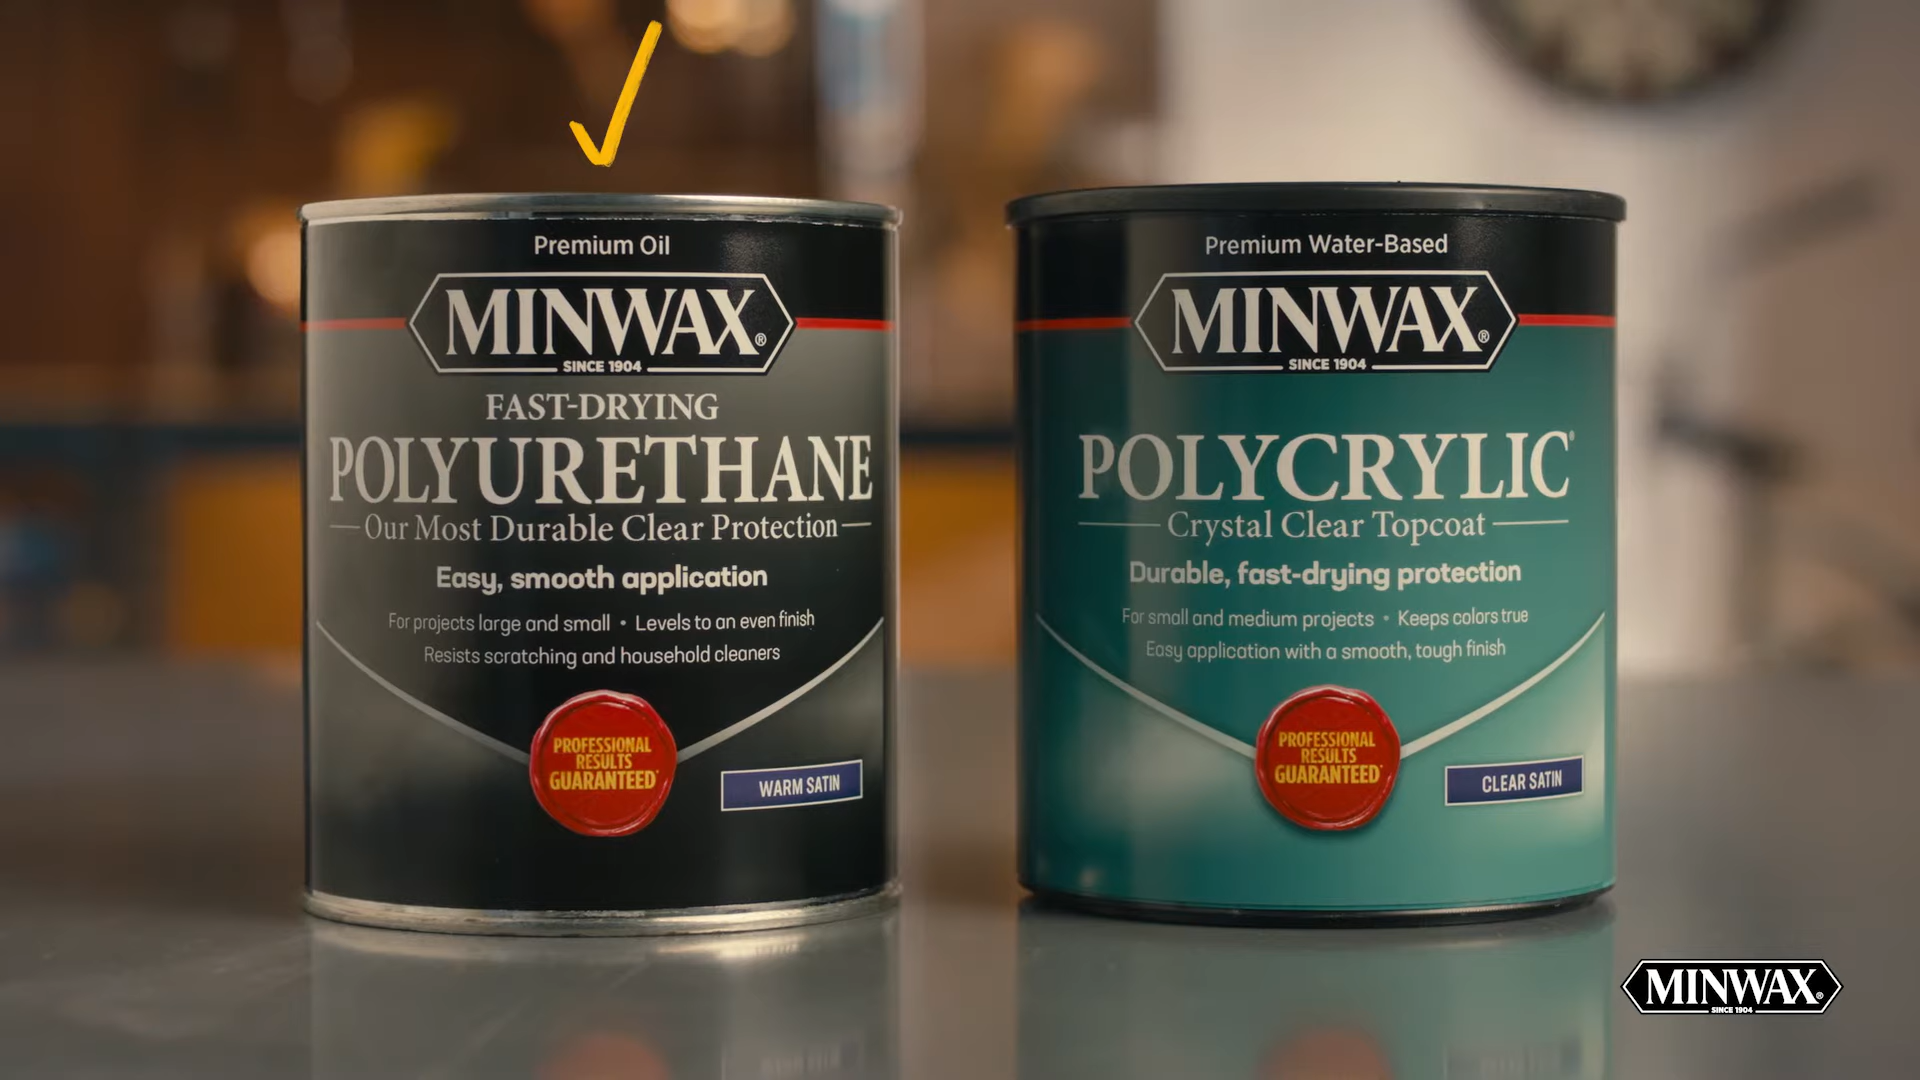 Premium Oil
MINWAX®
SINCE 1904
FAST-DRYING
POLYURETHANE
Our Most Durable Clear Protection
Easy, smooth application
For projects large and small • Levels to an even finish
Resists scratching and household cleaners
PROFESSIONAL
RESULTS
GUARANTEED
WARM SATIN
Premium Water-Based
MINWAX®
SINCE 1904
POLYCRYLIC®
Crystal Clear Topcoat
Durable, fast-drying protection
For small and medium projects • Keeps colors true
Easy application with a smooth, tough finish
PROFESSIONAL
RESULTS
GUARANTEED
CLEAR SATIN
MINWAX®
SINCE 1904